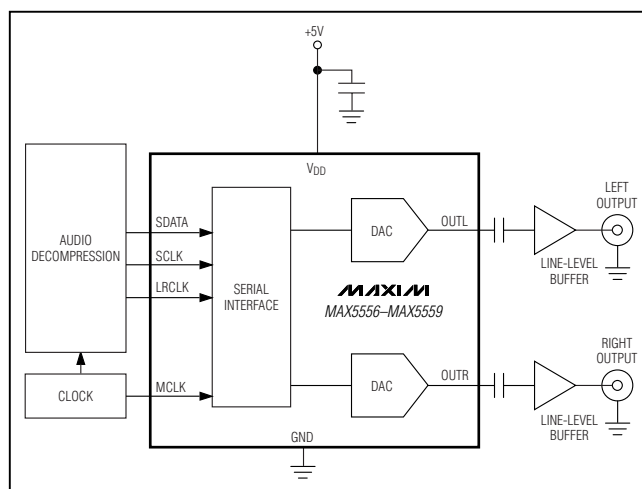 +5V
VDD
LEFT
OUTPUT
AUDIO
DECOMPRESSION
SDATA
SCLK
LRCLK
SERIAL
INTERFACE
DAC
OUTL
LINE-LEVEL
BUFFER
MAXIM
MAX5556–MAX5559
RIGHT
OUTPUT
CLOCK
MCLK
DAC
OUTR
LINE-LEVEL
BUFFER
GND